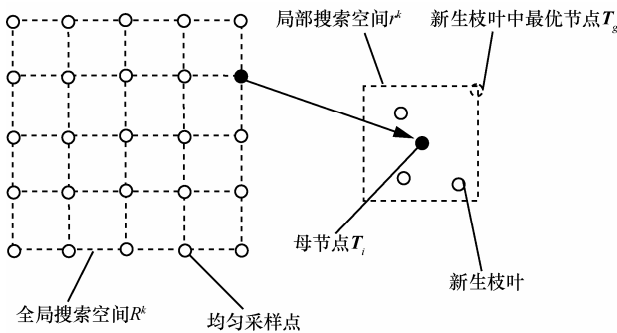 局部搜索空间r^k
新生枝叶中最优节点T_g
母节点T_i
新生枝叶
全局搜索空间R^k
均匀采样点